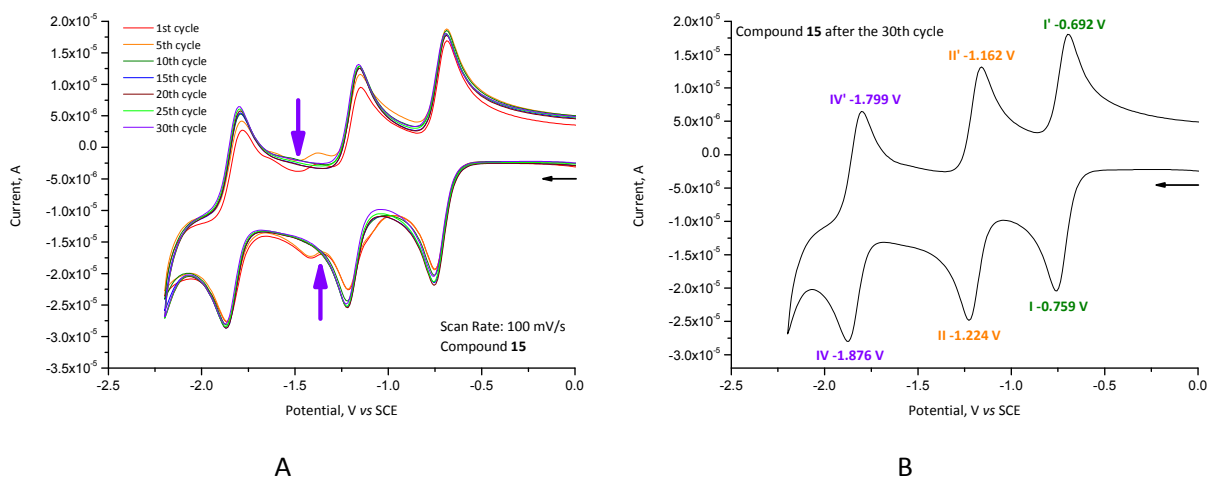 1st cycle
5th cycle
10th cycle
15th cycle
20th cycle
25th cycle
30th cycle
2.0x10⁻⁵
1.5x10⁻⁵
1.0x10⁻⁵
5.0x10⁻⁶
0.0
-5.0x10⁻⁶
-1.0x10⁻⁵
-1.5x10⁻⁵
-2.0x10⁻⁵
-2.5x10⁻⁵
-3.0x10⁻⁵
-3.5x10⁻⁵
Current, A
Scan Rate: 100 mV/s
Compound 15
-2.5 -2.0 -1.5 -1.0 -0.5 0.0
Potential, V vs SCE
A
Compound 15 after the 30th cycle
I' -0.692 V
II' -1.162 V
IV' -1.799 V
2.0x10⁻⁵
1.5x10⁻⁵
1.0x10⁻⁵
5.0x10⁻⁶
0.0
-5.0x10⁻⁶
-1.0x10⁻⁵
-1.5x10⁻⁵
-2.0x10⁻⁵
-2.5x10⁻⁵
-3.0x10⁻⁵
Current, A
I -0.759 V
II -1.224 V
IV -1.876 V
-2.5 -2.0 -1.5 -1.0 -0.5 0.0
Potential, V vs SCE
B